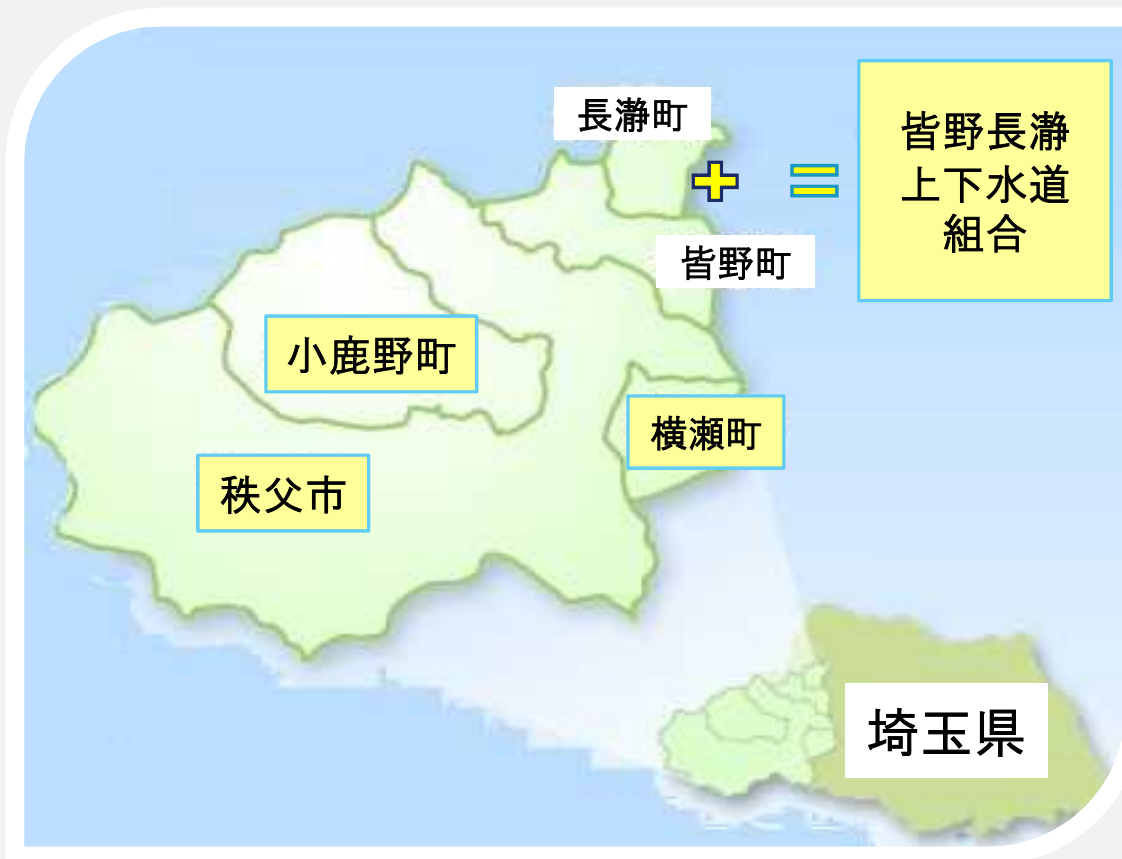 長瀞町
+
=
皆野長瀞
上下水道
組合
皆野町
小鹿野町
横瀬町
秩父市
埼玉県